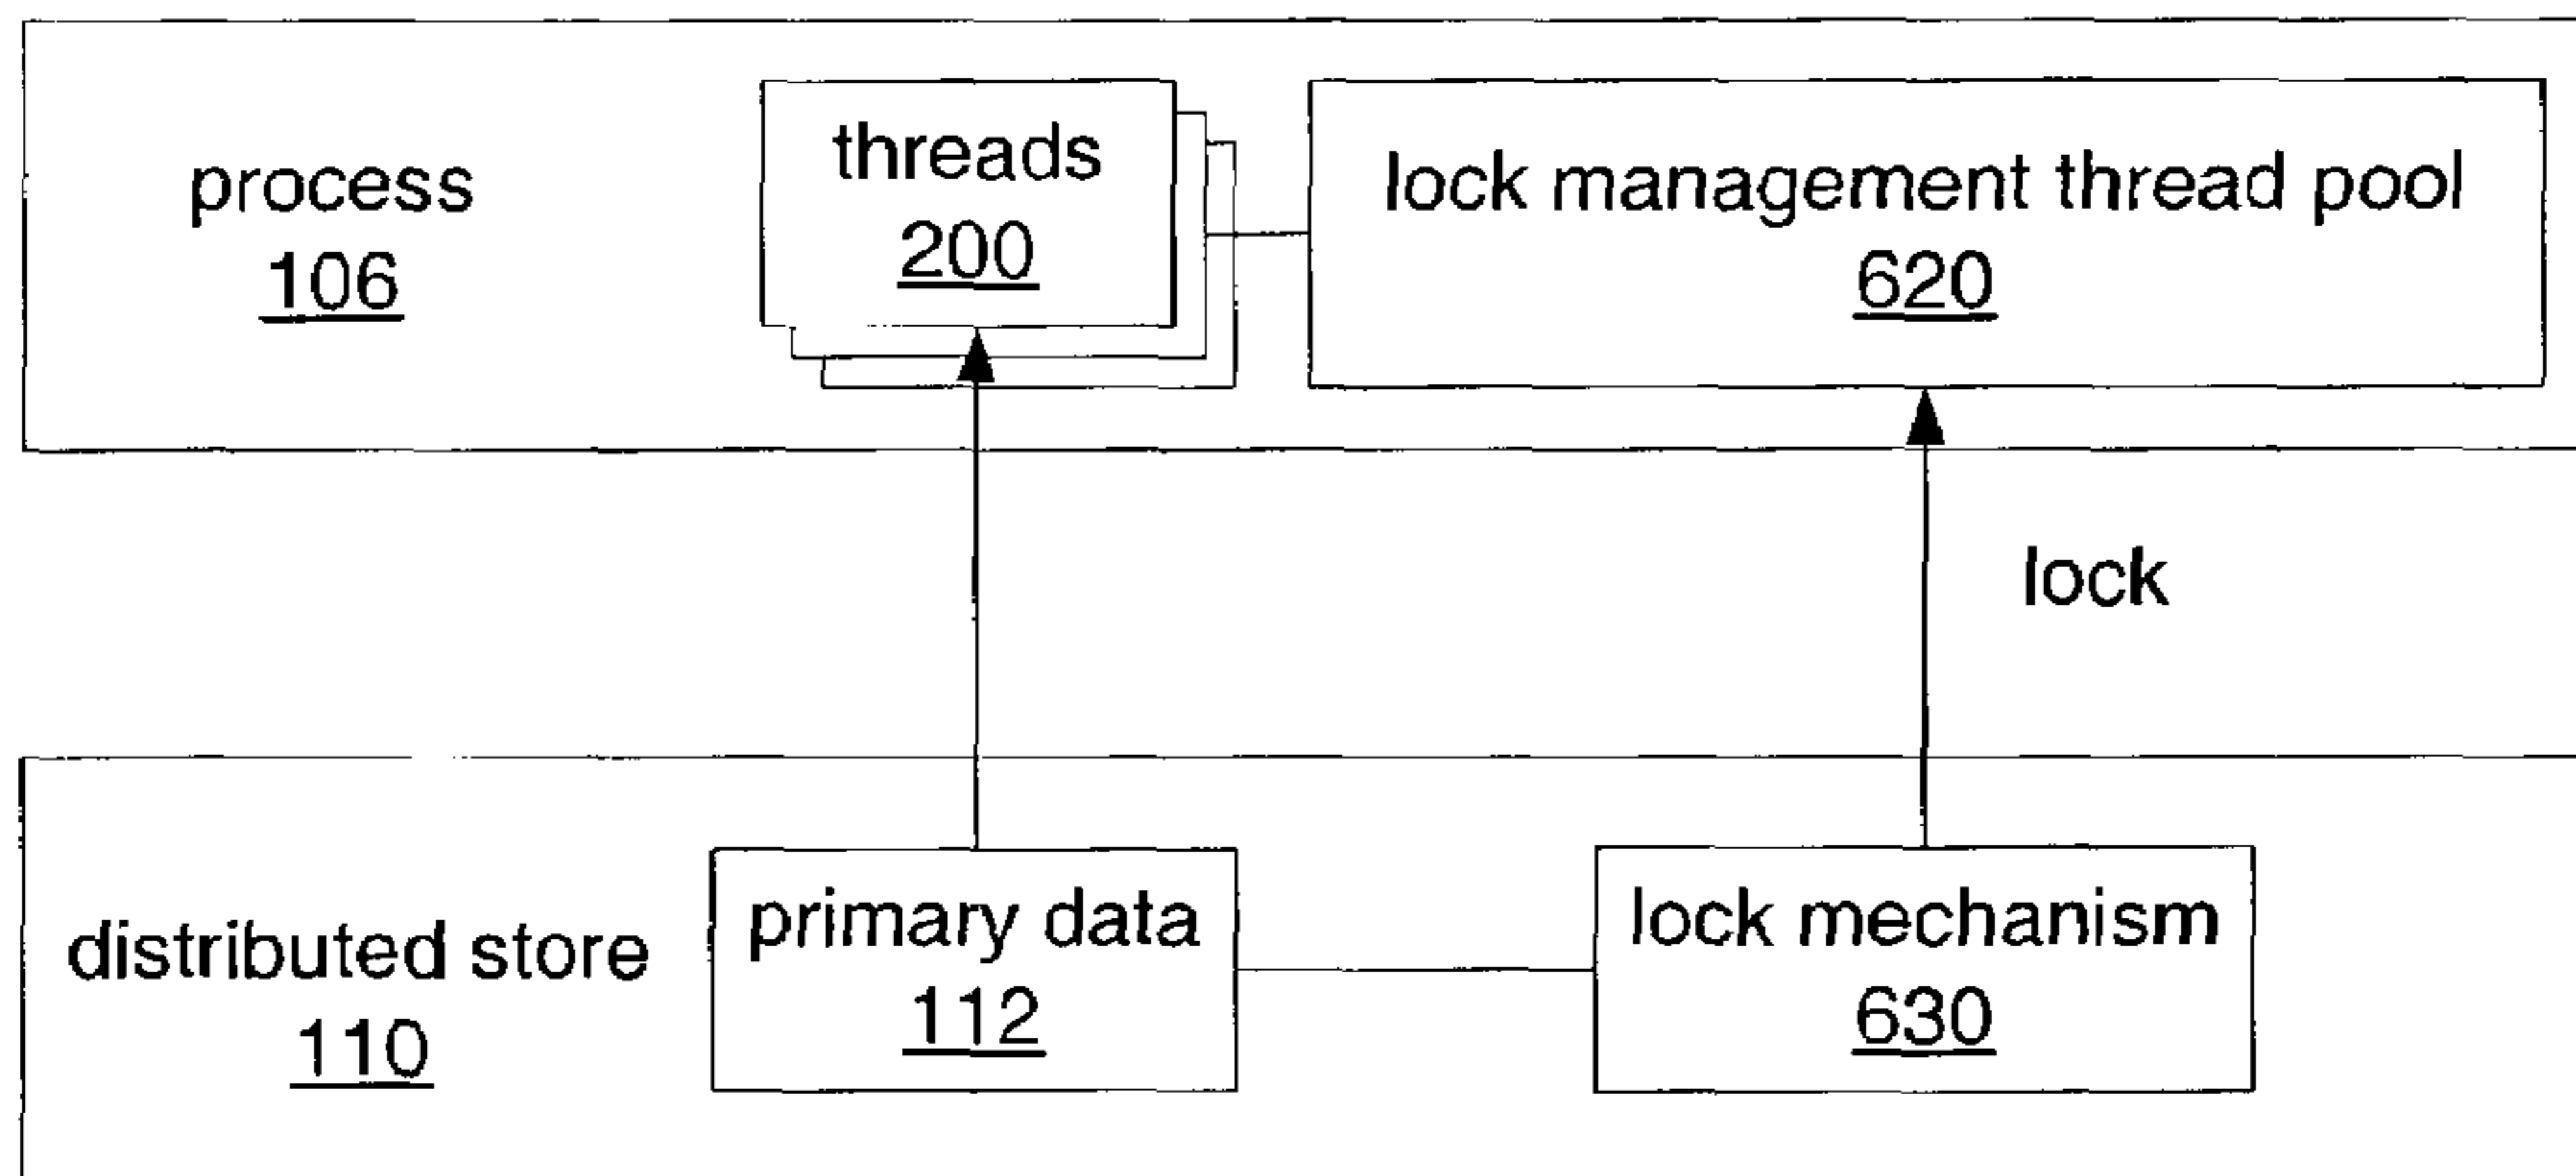 process
106
threads
200
lock management thread pool
620
lock
distributed store
110
primary data
112
lock mechanism
630